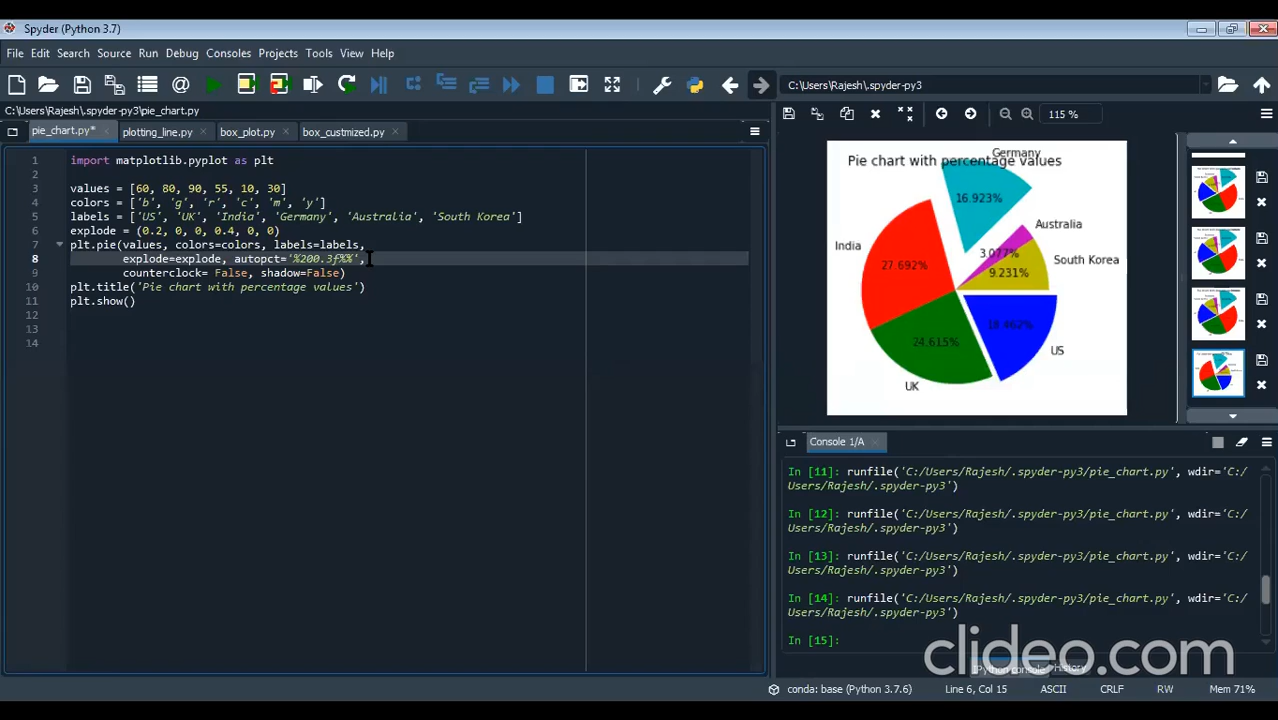 Spyder (Python 3.7)
File Edit Search Source Run Debug Consoles Projects Tools View Help
C:\Users\Rajesh\.spyder-py3
C:\Users\Rajesh\.spyder-py3\pie_chart.py
pie_chart.py* plotting_line.py box_plot.py box_custmized.py
115 %
1 import matplotlib.pyplot as plt
2
3 values = [60, 80, 90, 55, 10, 30]
4 colors = ['b', 'g', 'r', 'c', 'm', 'y']
5 labels = ['US', 'UK', 'India', 'Germany', 'Australia', 'South Korea']
6 explode = (0.2, 0, 0, 0.4, 0, 0)
7 plt.pie(values, colors=colors, labels=labels,
8 explode=explode, autopct='%200.3f%%',
9 counterclock= False, shadow=False)
10 plt.title('Pie chart with percentage values')
11 plt.show()
12
13
14
Germany
Pie chart with percentage values
16.923%
Australia
India
3.077%
South Korea
27.692%
9.231%
18.462%
24.615%
US
UK
Console 1/A
In [11]: runfile('C:/Users/Rajesh/.spyder-py3/pie_chart.py', wdir='C:/
Users/Rajesh/.spyder-py3')
In [12]: runfile('C:/Users/Rajesh/.spyder-py3/pie_chart.py', wdir='C:/
Users/Rajesh/.spyder-py3')
In [13]: runfile('C:/Users/Rajesh/.spyder-py3/pie_chart.py', wdir='C:/
Users/Rajesh/.spyder-py3')
In [14]: runfile('C:/Users/Rajesh/.spyder-py3/pie_chart.py', wdir='C:/
Users/Rajesh/.spyder-py3')
In [15]:
clideo.com
IPython console History
conda: base (Python 3.7.6) Line 6, Col 15 ASCII CRLF RW Mem 71%